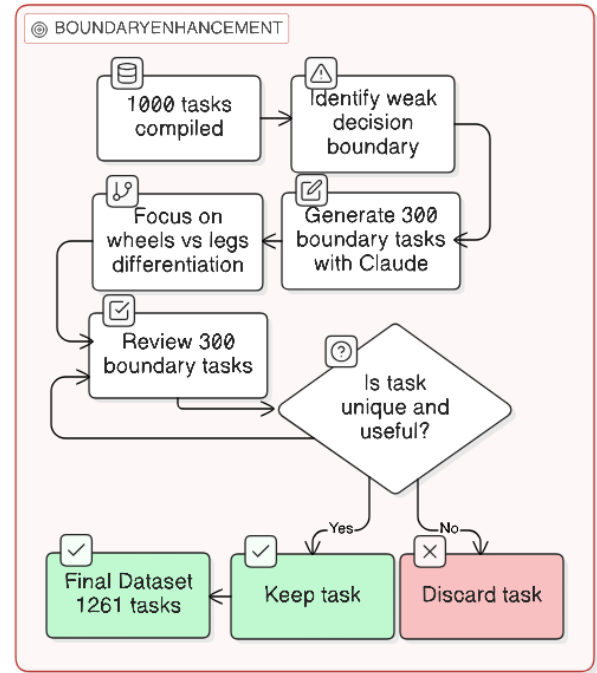 BOUNDARYENHANCEMENT
1000 tasks
compiled
Identify weak
decision
boundary
Focus on
wheels vs legs
differentiation
Generate 300
boundary tasks
with Claude
Review 300
boundary tasks
Is task
unique and
useful?
Yes
No
Final Dataset
1261 tasks
Keep task
Discard task